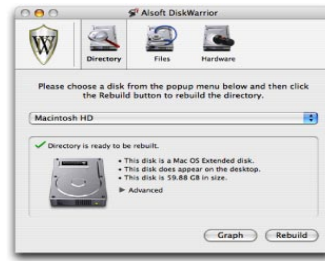 Alsoft DiskWarrior
W
Directory
Files
Hardware
Please choose a disk from the popup menu below and then click
the Rebuild button to rebuild the directory.
Macintosh HD
Directory is ready to be rebuilt.
• This disk is a Mac OS Extended disk.
• This disk does appear on the desktop.
• This disk is 59.88 GB in size.
Advanced
Graph
Rebuild